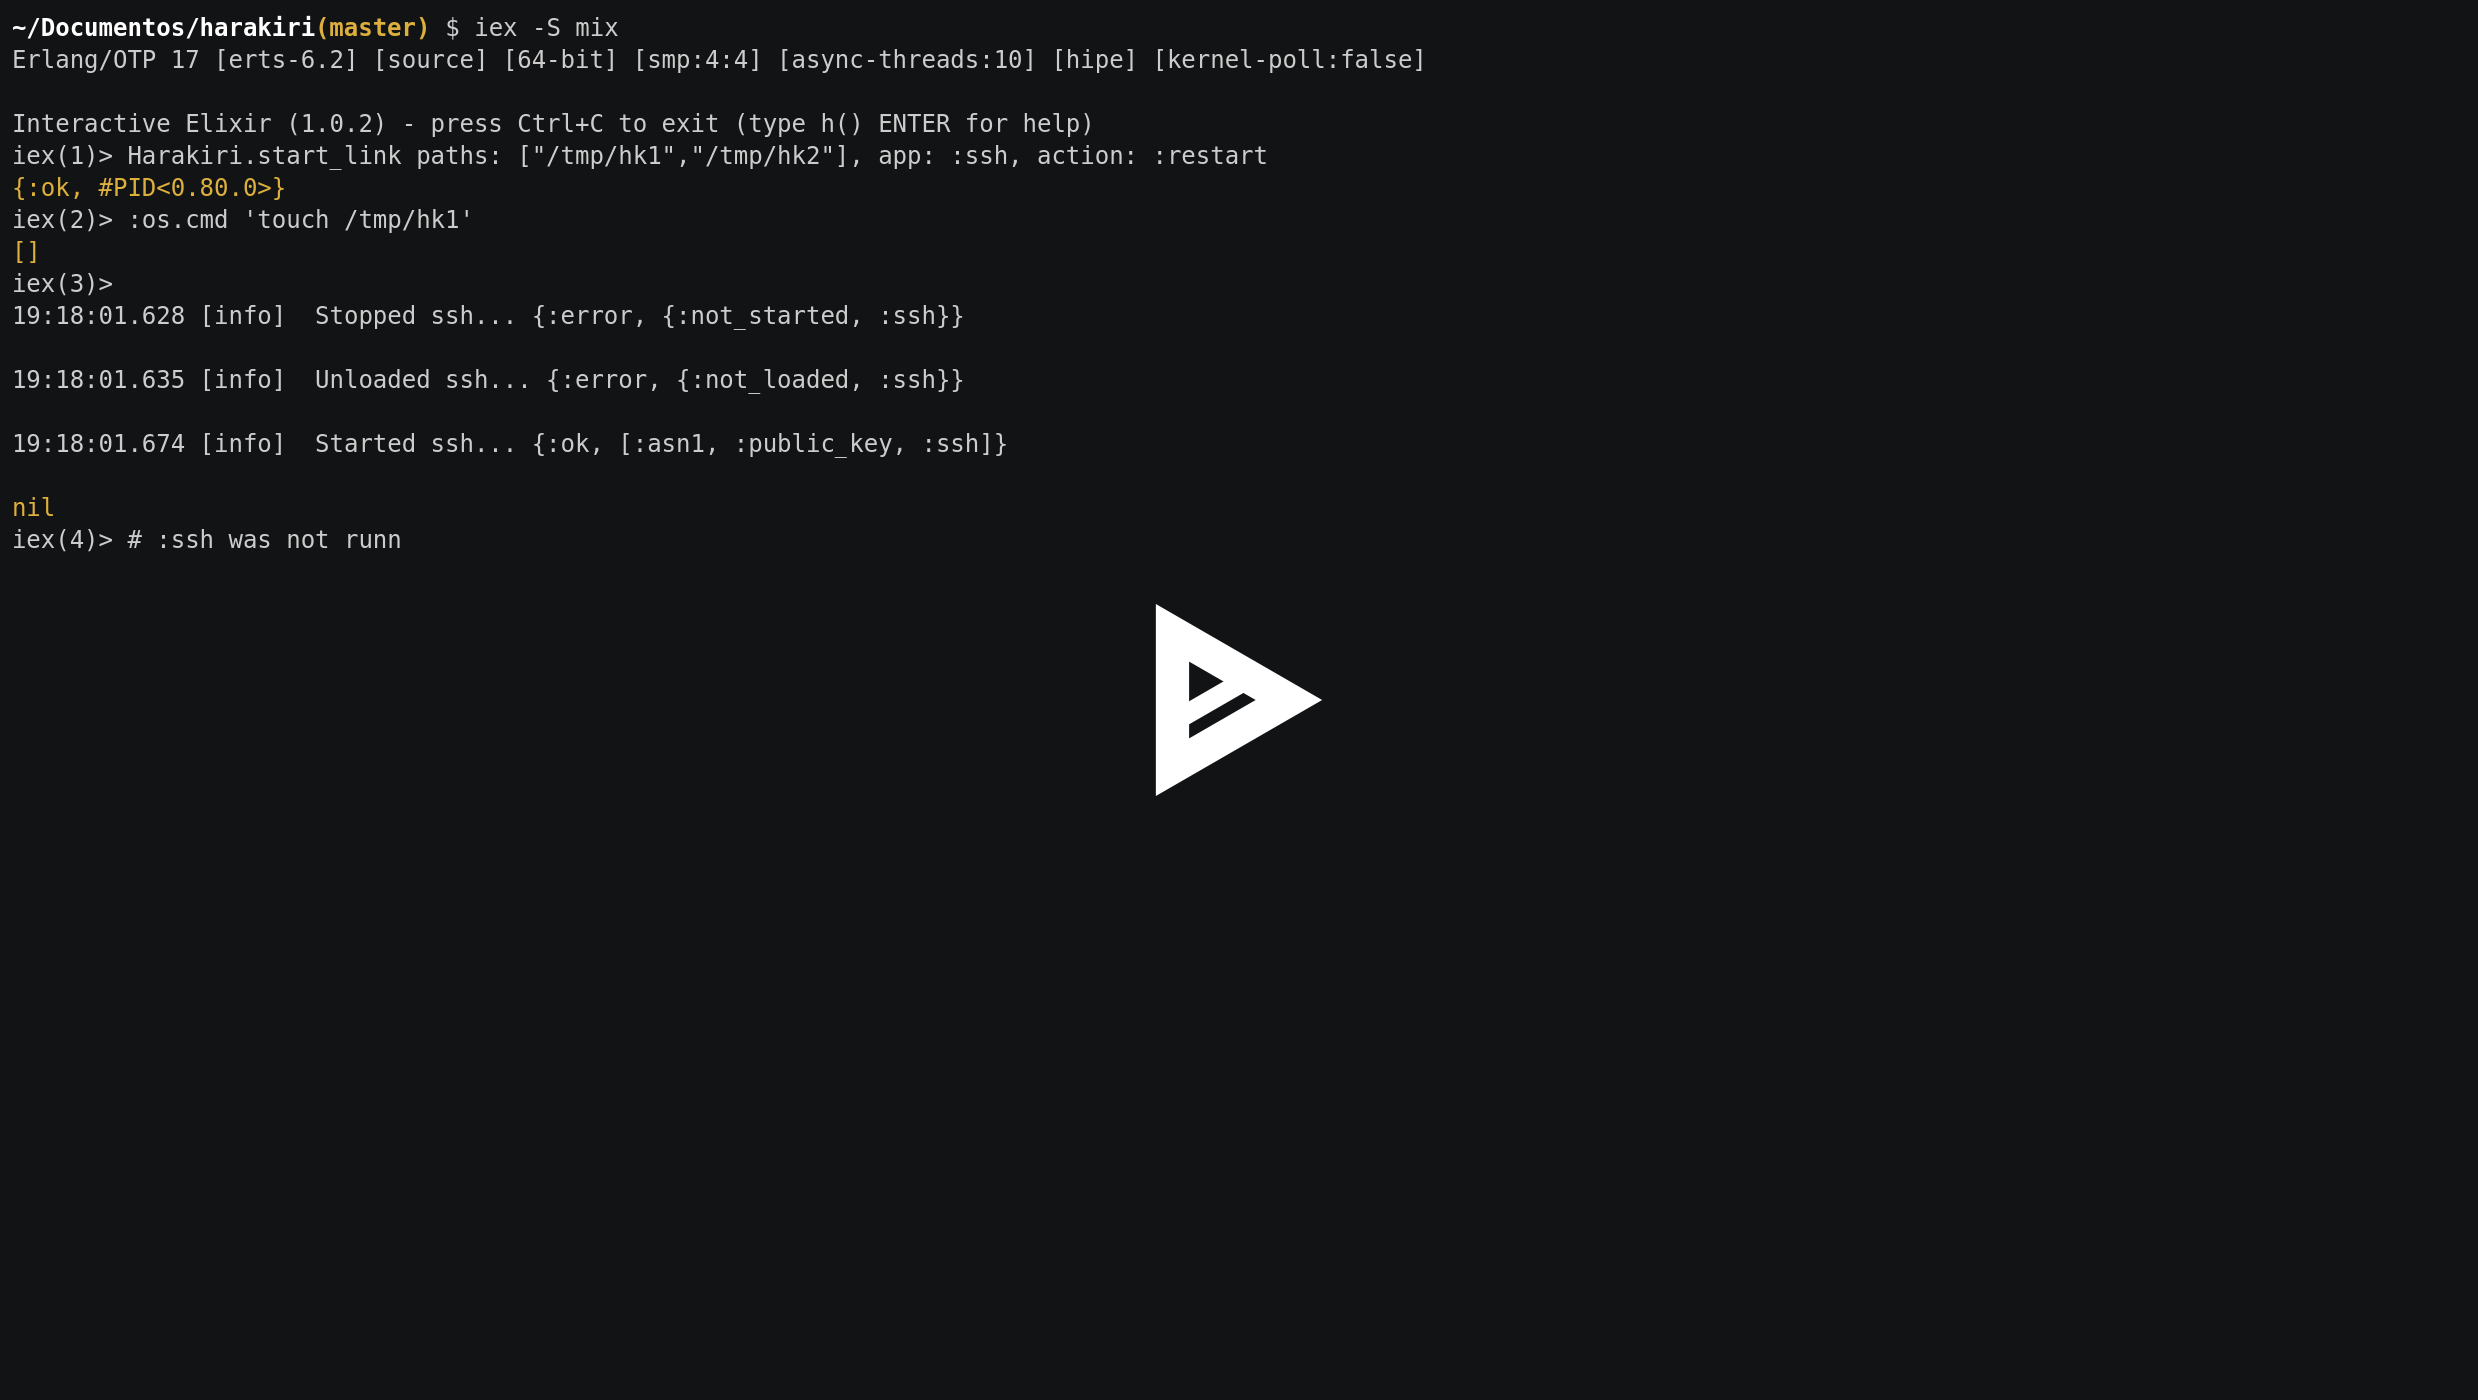 ~/Documentos/harakiri(master) $ iex -S mix
Erlang/OTP 17 [erts-6.2] [source] [64-bit] [smp:4:4] [async-threads:10] [hipe] [kernel-poll:false]
Interactive Elixir (1.0.2) - press Ctrl+C to exit (type h() ENTER for help)
iex(1)> Harakiri.start_link paths: ["/tmp/hk1","/tmp/hk2"], app: :ssh, action: :restart
{:ok, #PID<0.80.0>}
iex(2)> :os.cmd 'touch /tmp/hk1'
[]
iex(3)>
19:18:01.628 [info]  Stopped ssh... {:error, {:not_started, :ssh}}
19:18:01.635 [info]  Unloaded ssh... {:error, {:not_loaded, :ssh}}
19:18:01.674 [info]  Started ssh... {:ok, [:asn1, :public_key, :ssh]}
nil
iex(4)> # :ssh was not runn